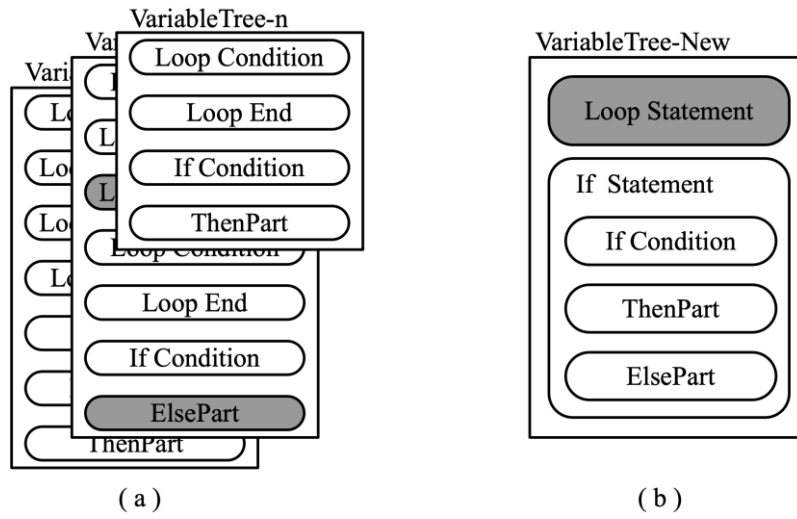 VariableTree-n
Loop Condition
Loop End
If Condition
ThenPart
Loop Condition
Loop End
If Condition
ElsePart
ThenPart
( a )
VariableTree-New
Loop Statement
If Statement
If Condition
ThenPart
ElsePart
( b )